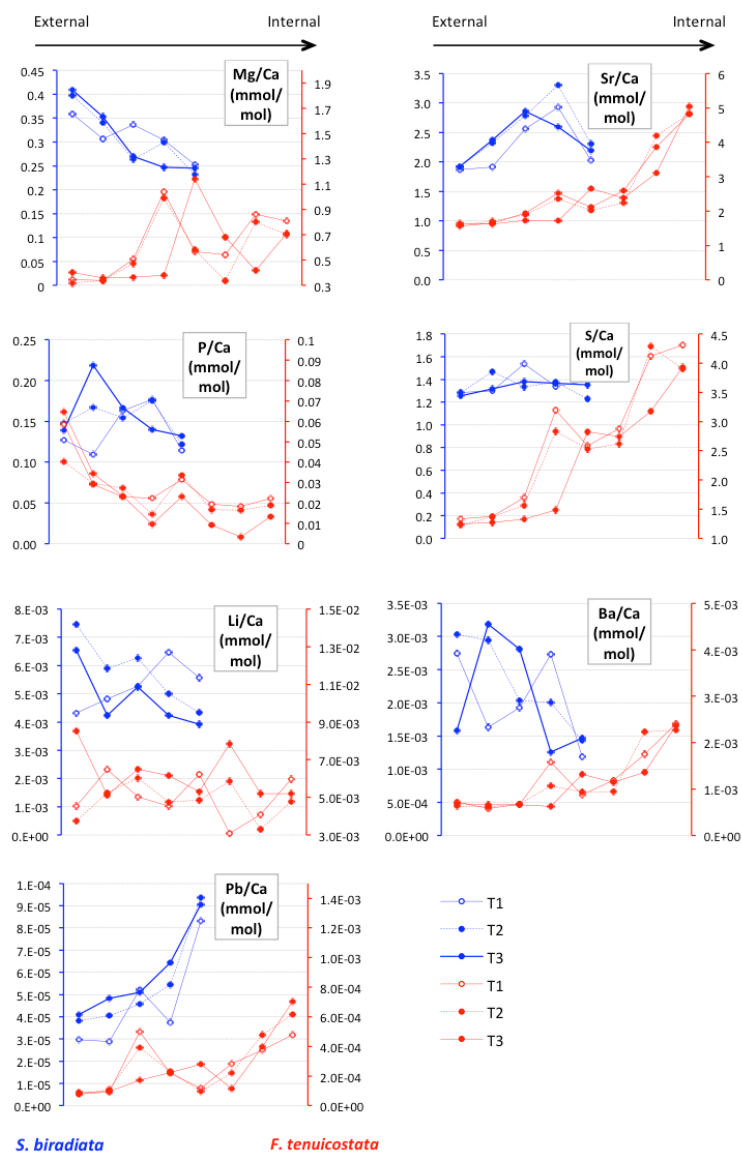 External
Internal
External
Internal
0.45
0.4
0.35
0.3
0.25
0.2
0.15
0.1
0.05
0
Mg/Ca
(mmol/
mol)
1.9
1.7
1.5
1.3
1.1
0.9
0.7
0.5
0.3
3.5
3.0
2.5
2.0
1.5
1.0
0.5
0.0
Sr/Ca
(mmol/
mol)
6
5
4
3
2
1
0
0.25
0.20
0.15
0.10
0.05
0.00
P/Ca
(mmol/
mol)
0.1
0.09
0.08
0.07
0.06
0.05
0.04
0.03
0.02
0.01
0
1.8
1.6
1.4
1.2
1.0
0.8
0.6
0.4
0.2
0.0
S/Ca
(mmol/
mol)
4.5
4.0
3.5
3.0
2.5
2.0
1.5
1.0
8.E-03
7.E-03
6.E-03
5.E-03
4.E-03
3.E-03
2.E-03
1.E-03
0.E+00
Li/Ca
(mmol/
mol)
1.5E-02
1.3E-02
1.1E-02
9.0E-03
7.0E-03
5.0E-03
3.0E-03
3.5E-03
3.0E-03
2.5E-03
2.0E-03
1.5E-03
1.0E-03
5.0E-04
0.0E+00
Ba/Ca
(mmol/
mol)
5.E-03
4.E-03
3.E-03
2.E-03
1.E-03
0.E+00
1.E-04
9.E-05
8.E-05
7.E-05
6.E-05
5.E-05
4.E-05
3.E-05
2.E-05
1.E-05
0.E+00
Pb/Ca
(mmol/
mol)
1.4E-03
1.2E-03
1.0E-03
8.0E-04
6.0E-04
4.0E-04
2.0E-04
0.0E+00
T1
T2
T3
T1
T2
T3
S. biradiata
F. tenuicostata